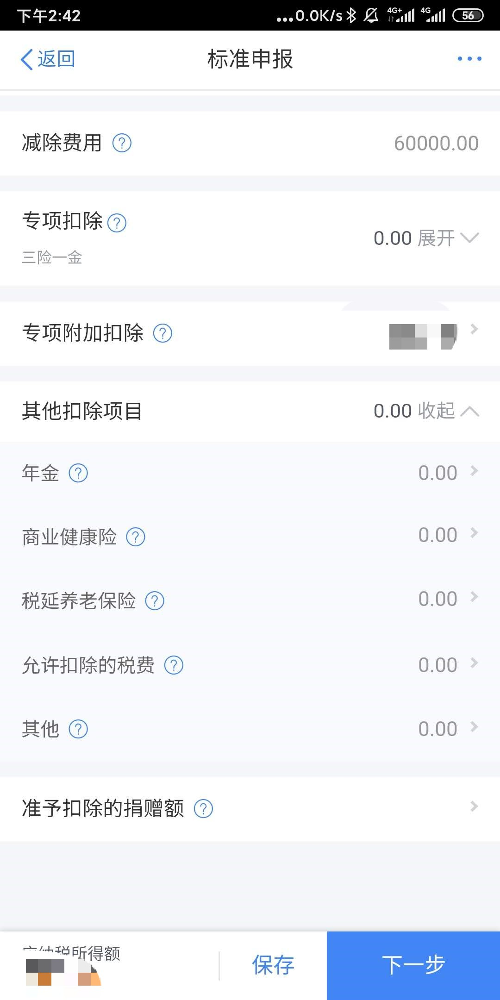 下午2:42
...0.0K/s 4G+ 4G 56
返回 标准申报
减除费用 ? 60000.00
专项扣除 ? 0.00 展开
三险一金
专项附加扣除 ?
其他扣除项目 0.00 收起
年金 ? 0.00
商业健康险 ? 0.00
税延养老保险 ? 0.00
允许扣除的税费 ? 0.00
其他 ? 0.00
准予扣除的捐赠额 ?
应纳税所得额
保存 下一步